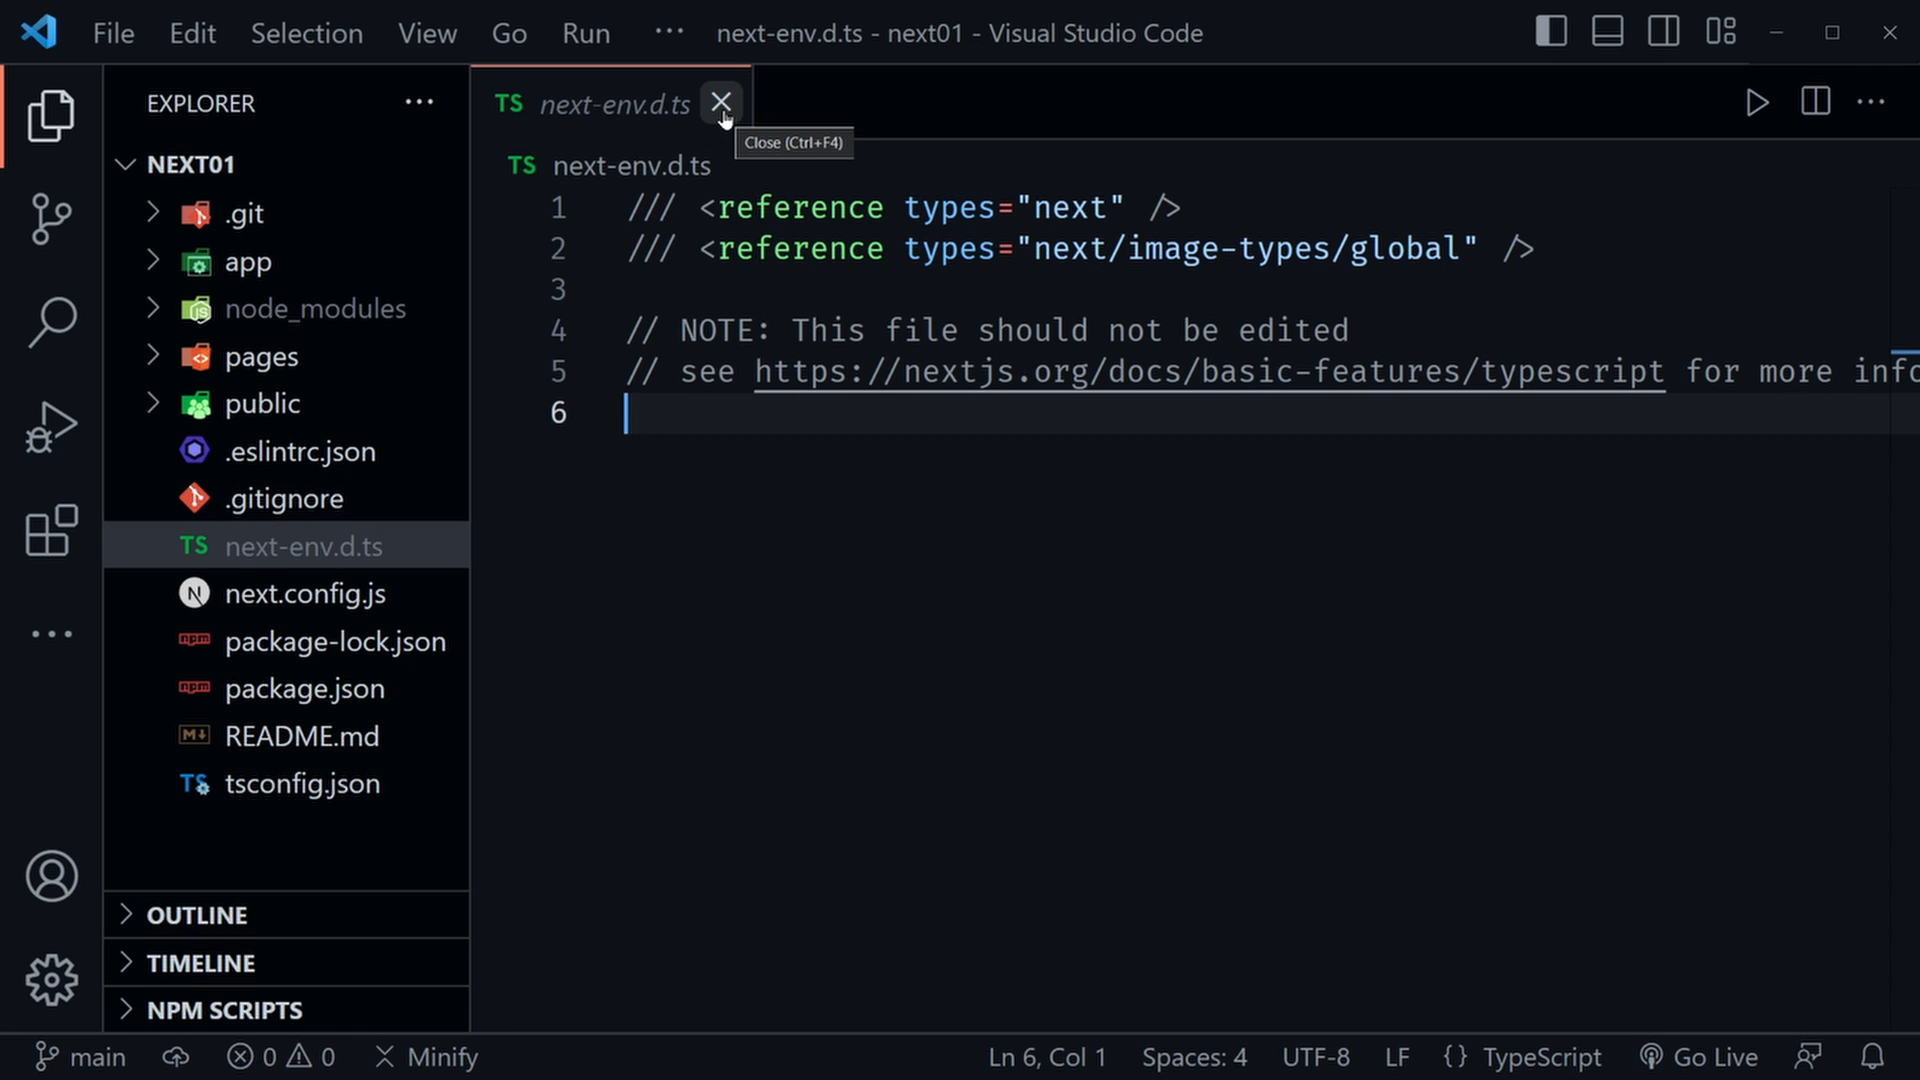 File Edit Selection View Go Run ··· next-env.d.ts - next01 - Visual Studio Code
EXPLORER ···
NEXT01
.git
app
node_modules
pages
public
.eslintrc.json
.gitignore
TS next-env.d.ts
N next.config.js
npm package-lock.json
npm package.json
M README.md
TS tsconfig.json
OUTLINE
TIMELINE
NPM SCRIPTS
TS next-env.d.ts
Close (Ctrl+F4)
TS next-env.d.ts
1 /// <reference types="next" />
2 /// <reference types="next/image-types/global" />
3
4 // NOTE: This file should not be edited
5 // see https://nextjs.org/docs/basic-features/typescript for more info
6
main 0 0 Minify Ln 6, Col 1 Spaces: 4 UTF-8 LF {} TypeScript Go Live